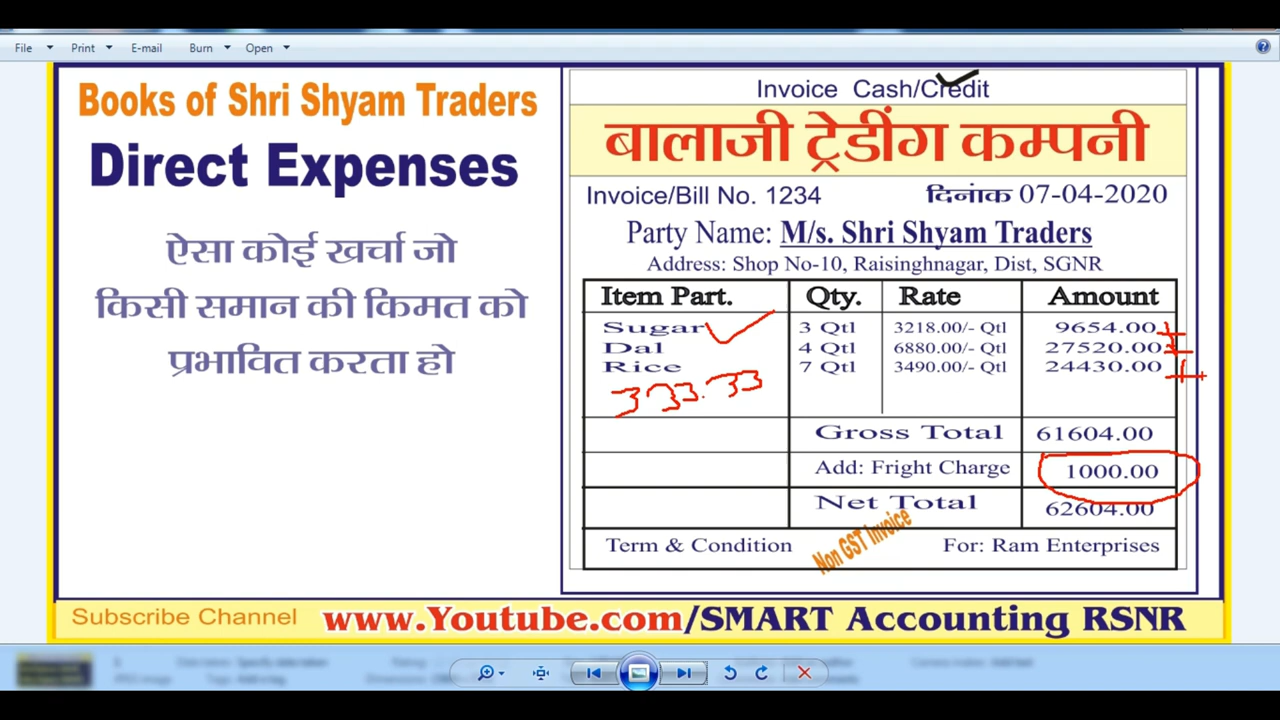 File Print E-mail Burn Open
Books of Shri Shyam Traders
Direct Expenses
ऐसा कोई खर्चा जो
किसी समान की किमत को
प्रभावित करता हो
Invoice Cash/Credit
बालाजी ट्रेडींग कम्पनी
Invoice/Bill No. 1234 दिनांक 07-04-2020
Party Name: M/s. Shri Shyam Traders
Address: Shop No-10, Raisinghnagar, Dist, SGNR
Item Part. Qty. Rate Amount
Sugar 3 Qtl 3218.00/- Qtl 9654.00
Dal 4 Qtl 6880.00/- Qtl 27520.00
Rice 7 Qtl 3490.00/- Qtl 24430.00
333.33
Gross Total 61604.00
Add: Fright Charge 1000.00
Net Total 62604.00
Non GST Invoice
Term & Condition For: Ram Enterprises
Subscribe Channel www.Youtube.com/SMART Accounting RSNR